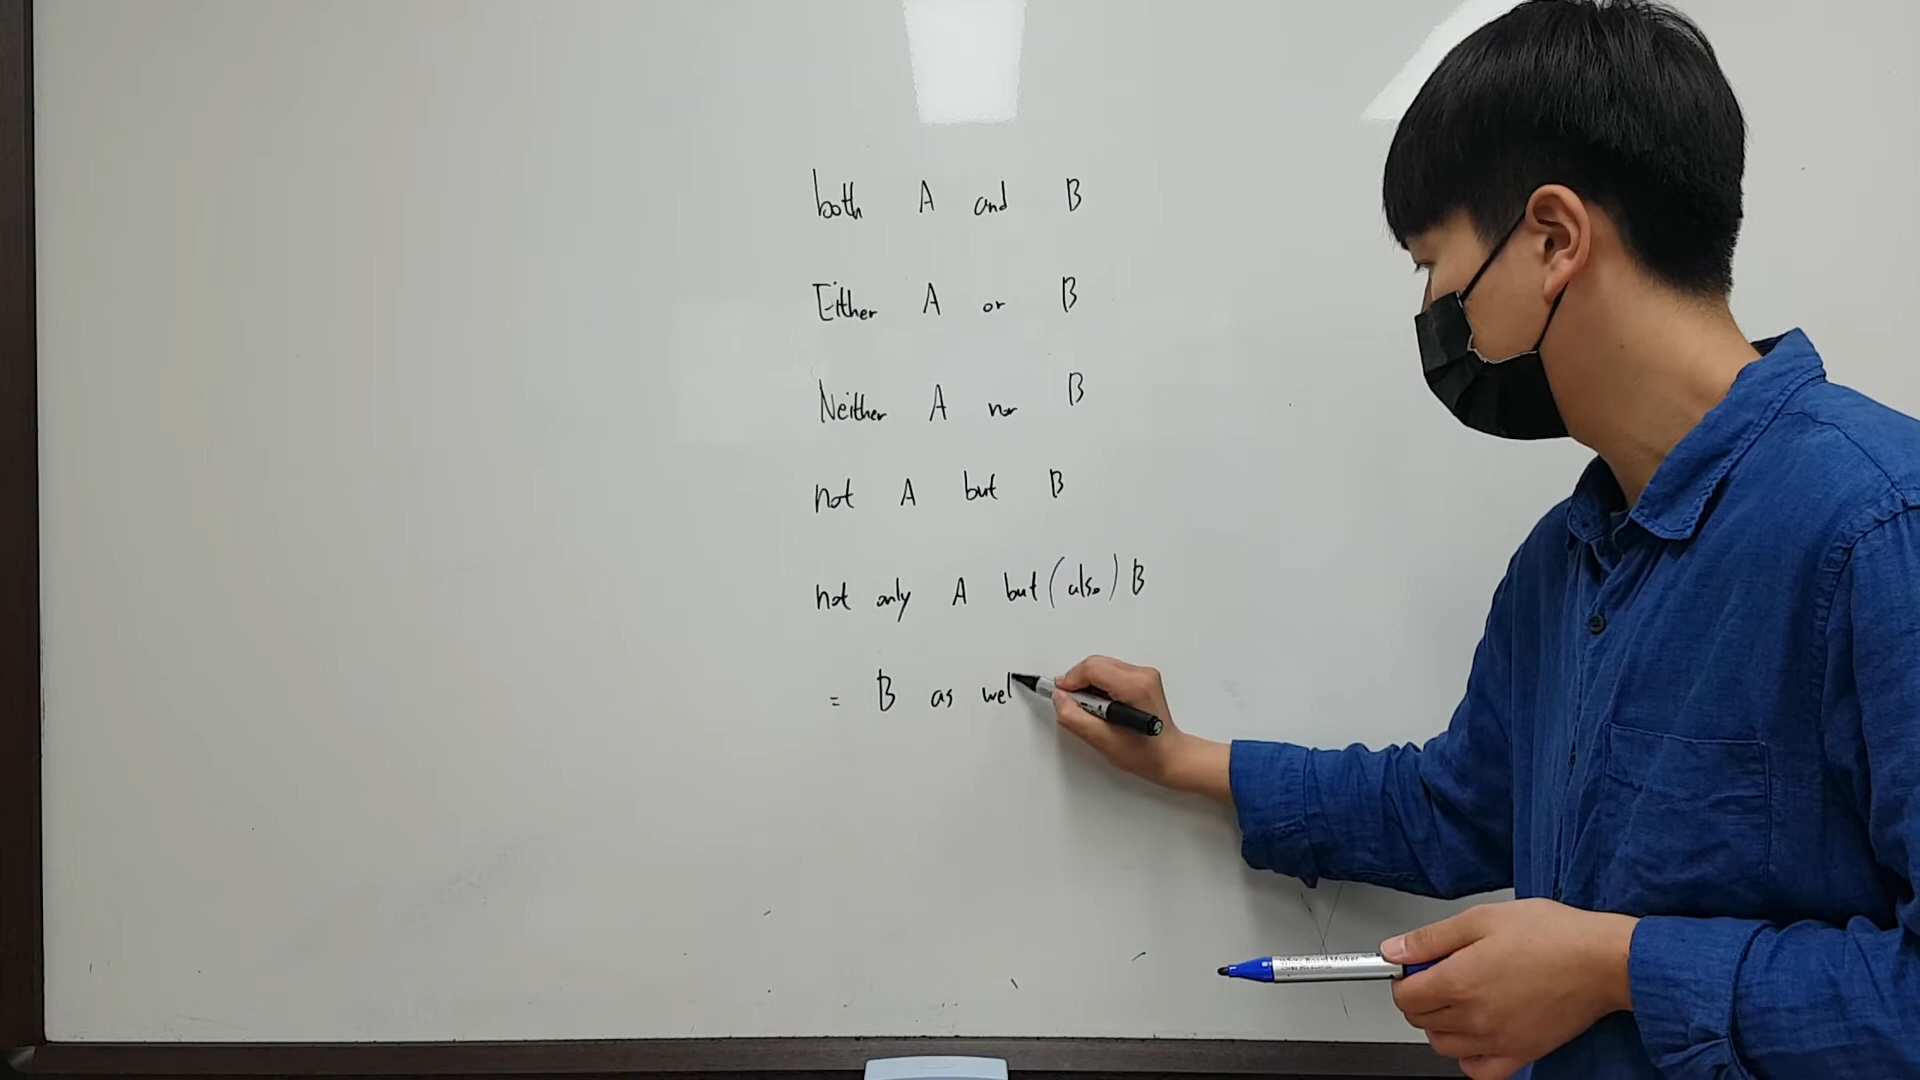 both A and B
Either A or B
Neither A nor B
not A but B
not only A but (also) B
= B as wel